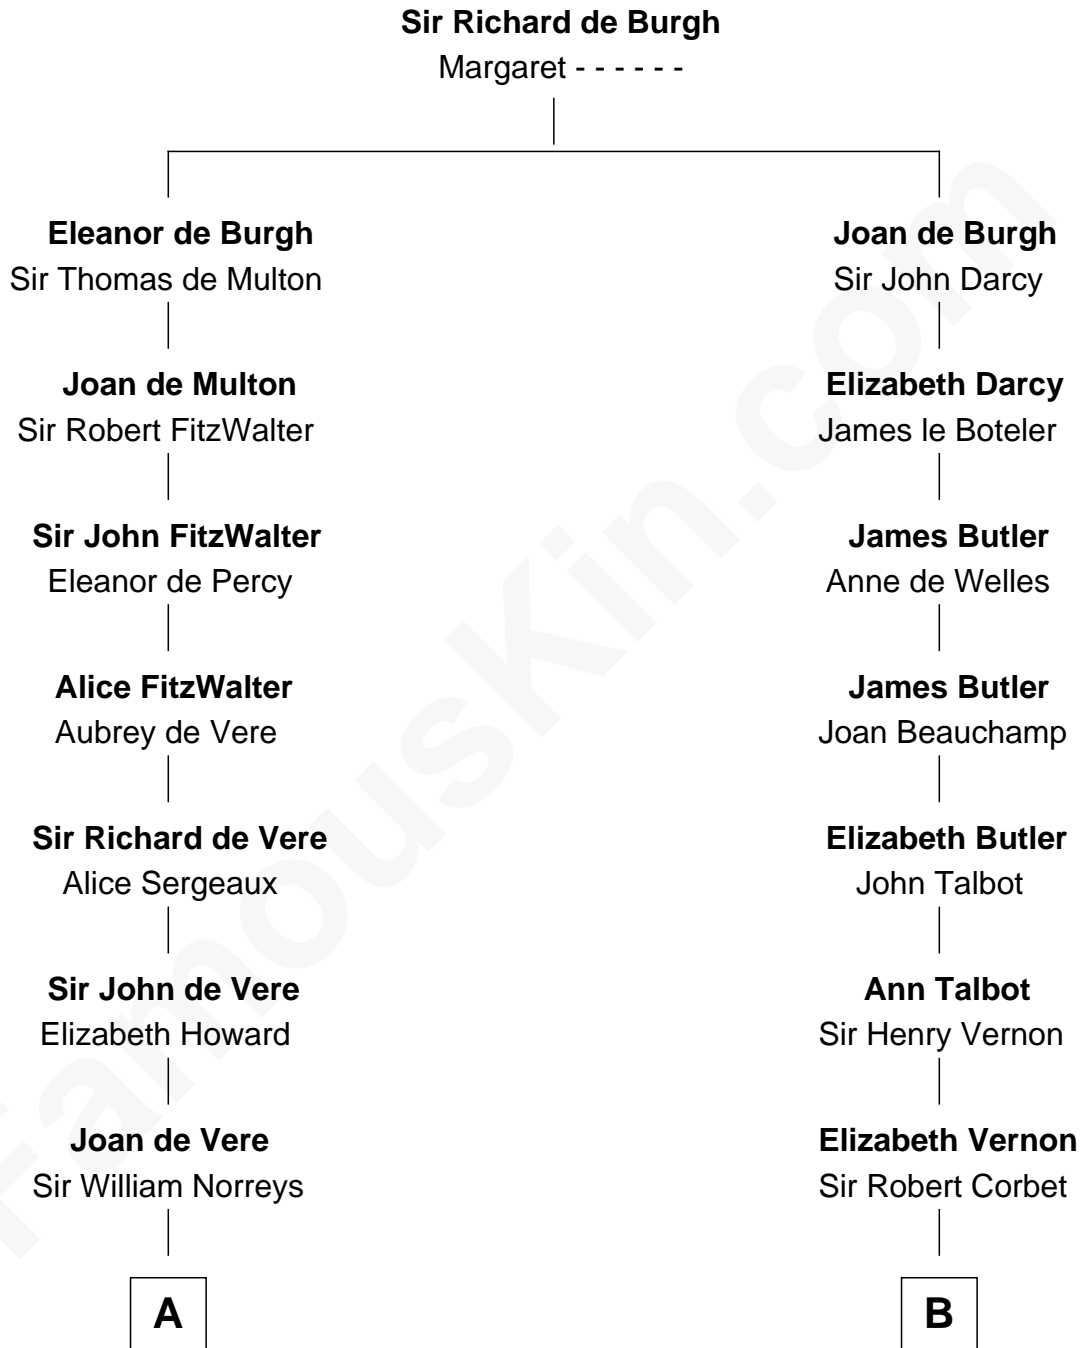 Sir Richard de Burgh
Margaret - - - - - -
Eleanor de Burgh
Sir Thomas de Multon
Joan de Burgh
Sir John Darcy
Joan de Multon
Sir Robert FitzWalter
Elizabeth Darcy
James le Boteler
Sir John FitzWalter
Eleanor de Percy
James Butler
Anne de Welles
Alice FitzWalter
Aubrey de Vere
James Butler
Joan Beauchamp
Sir Richard de Vere
Alice Sergeaux
Elizabeth Butler
John Talbot
Sir John de Vere
Elizabeth Howard
Ann Talbot
Sir Henry Vernon
Joan de Vere
Sir William Norreys
Elizabeth Vernon
Sir Robert Corbet
A
B
FamousKin.com